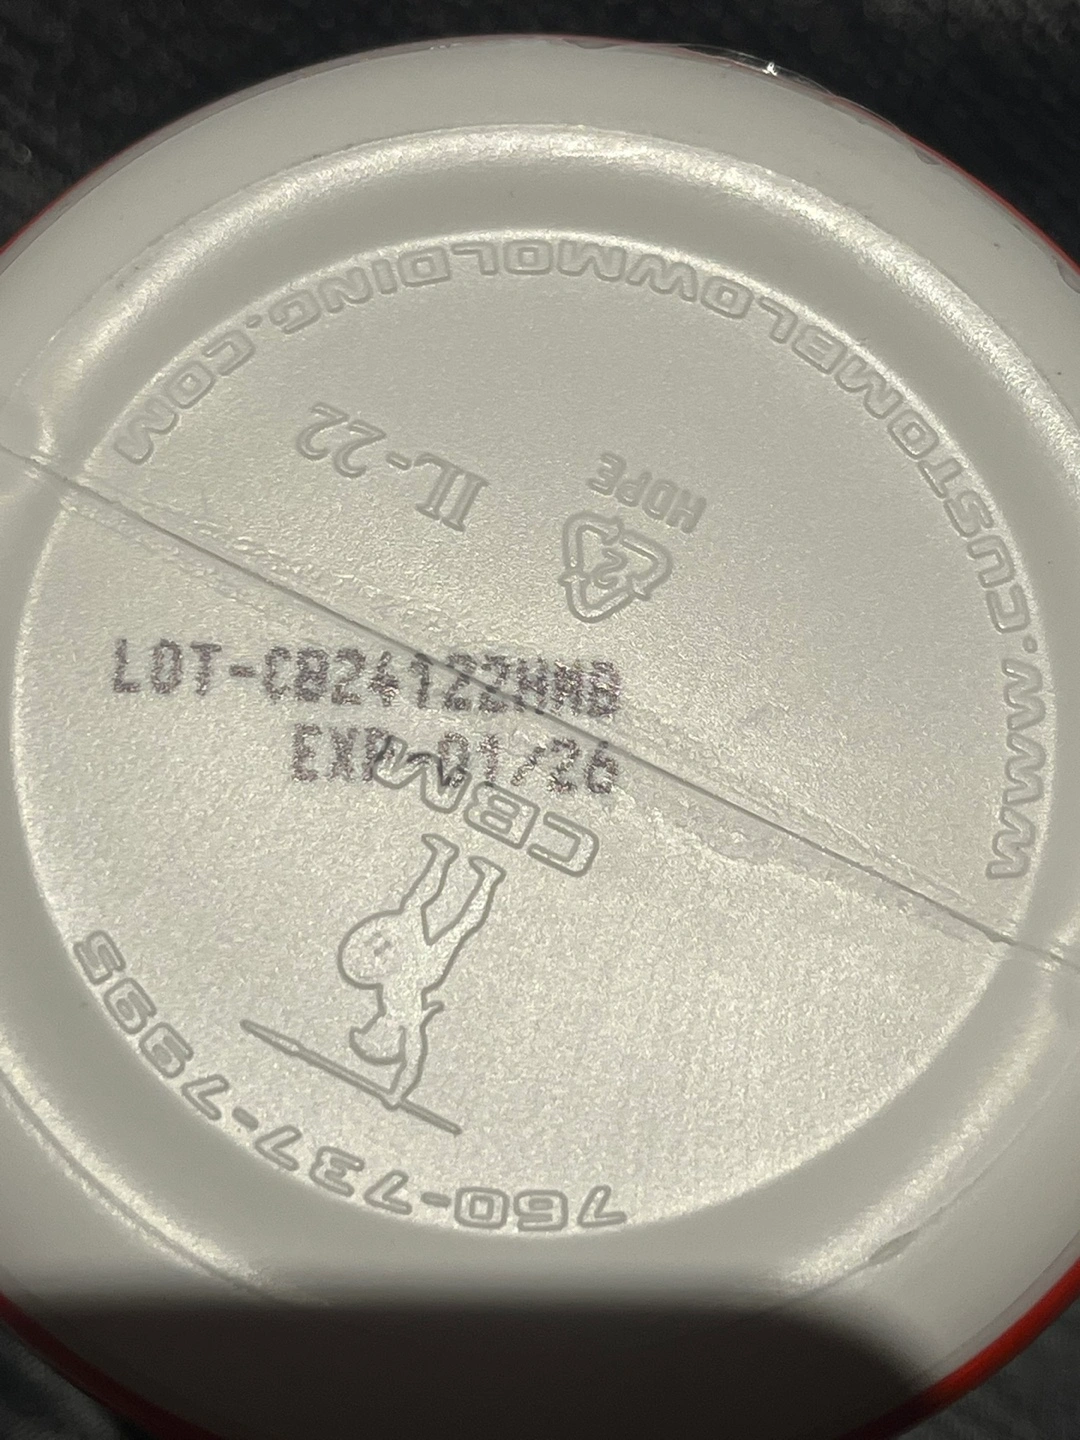 WWW.CUSTOMBLOWMOLDING.COM
IL-22
HDPE
2
LOT-CB24122HMB
EXP-01/26
CBM
760-737-7995